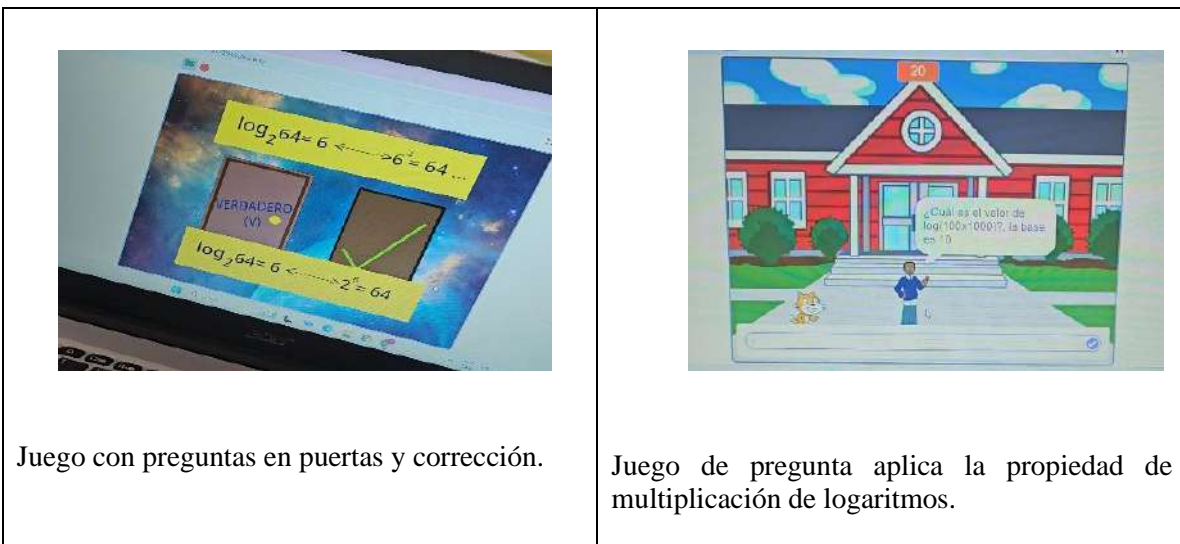 log₂64= 6 <------>6²= 64 ...
VERDADERO
(V)
log₂64= 6 <------>2⁶= 64
Juego con preguntas en puertas y corrección.
20
¿Cuál es el valor de
log(100x1000)?, la base
es 10
Juego de pregunta aplica la propiedad de
multiplicación de logaritmos.